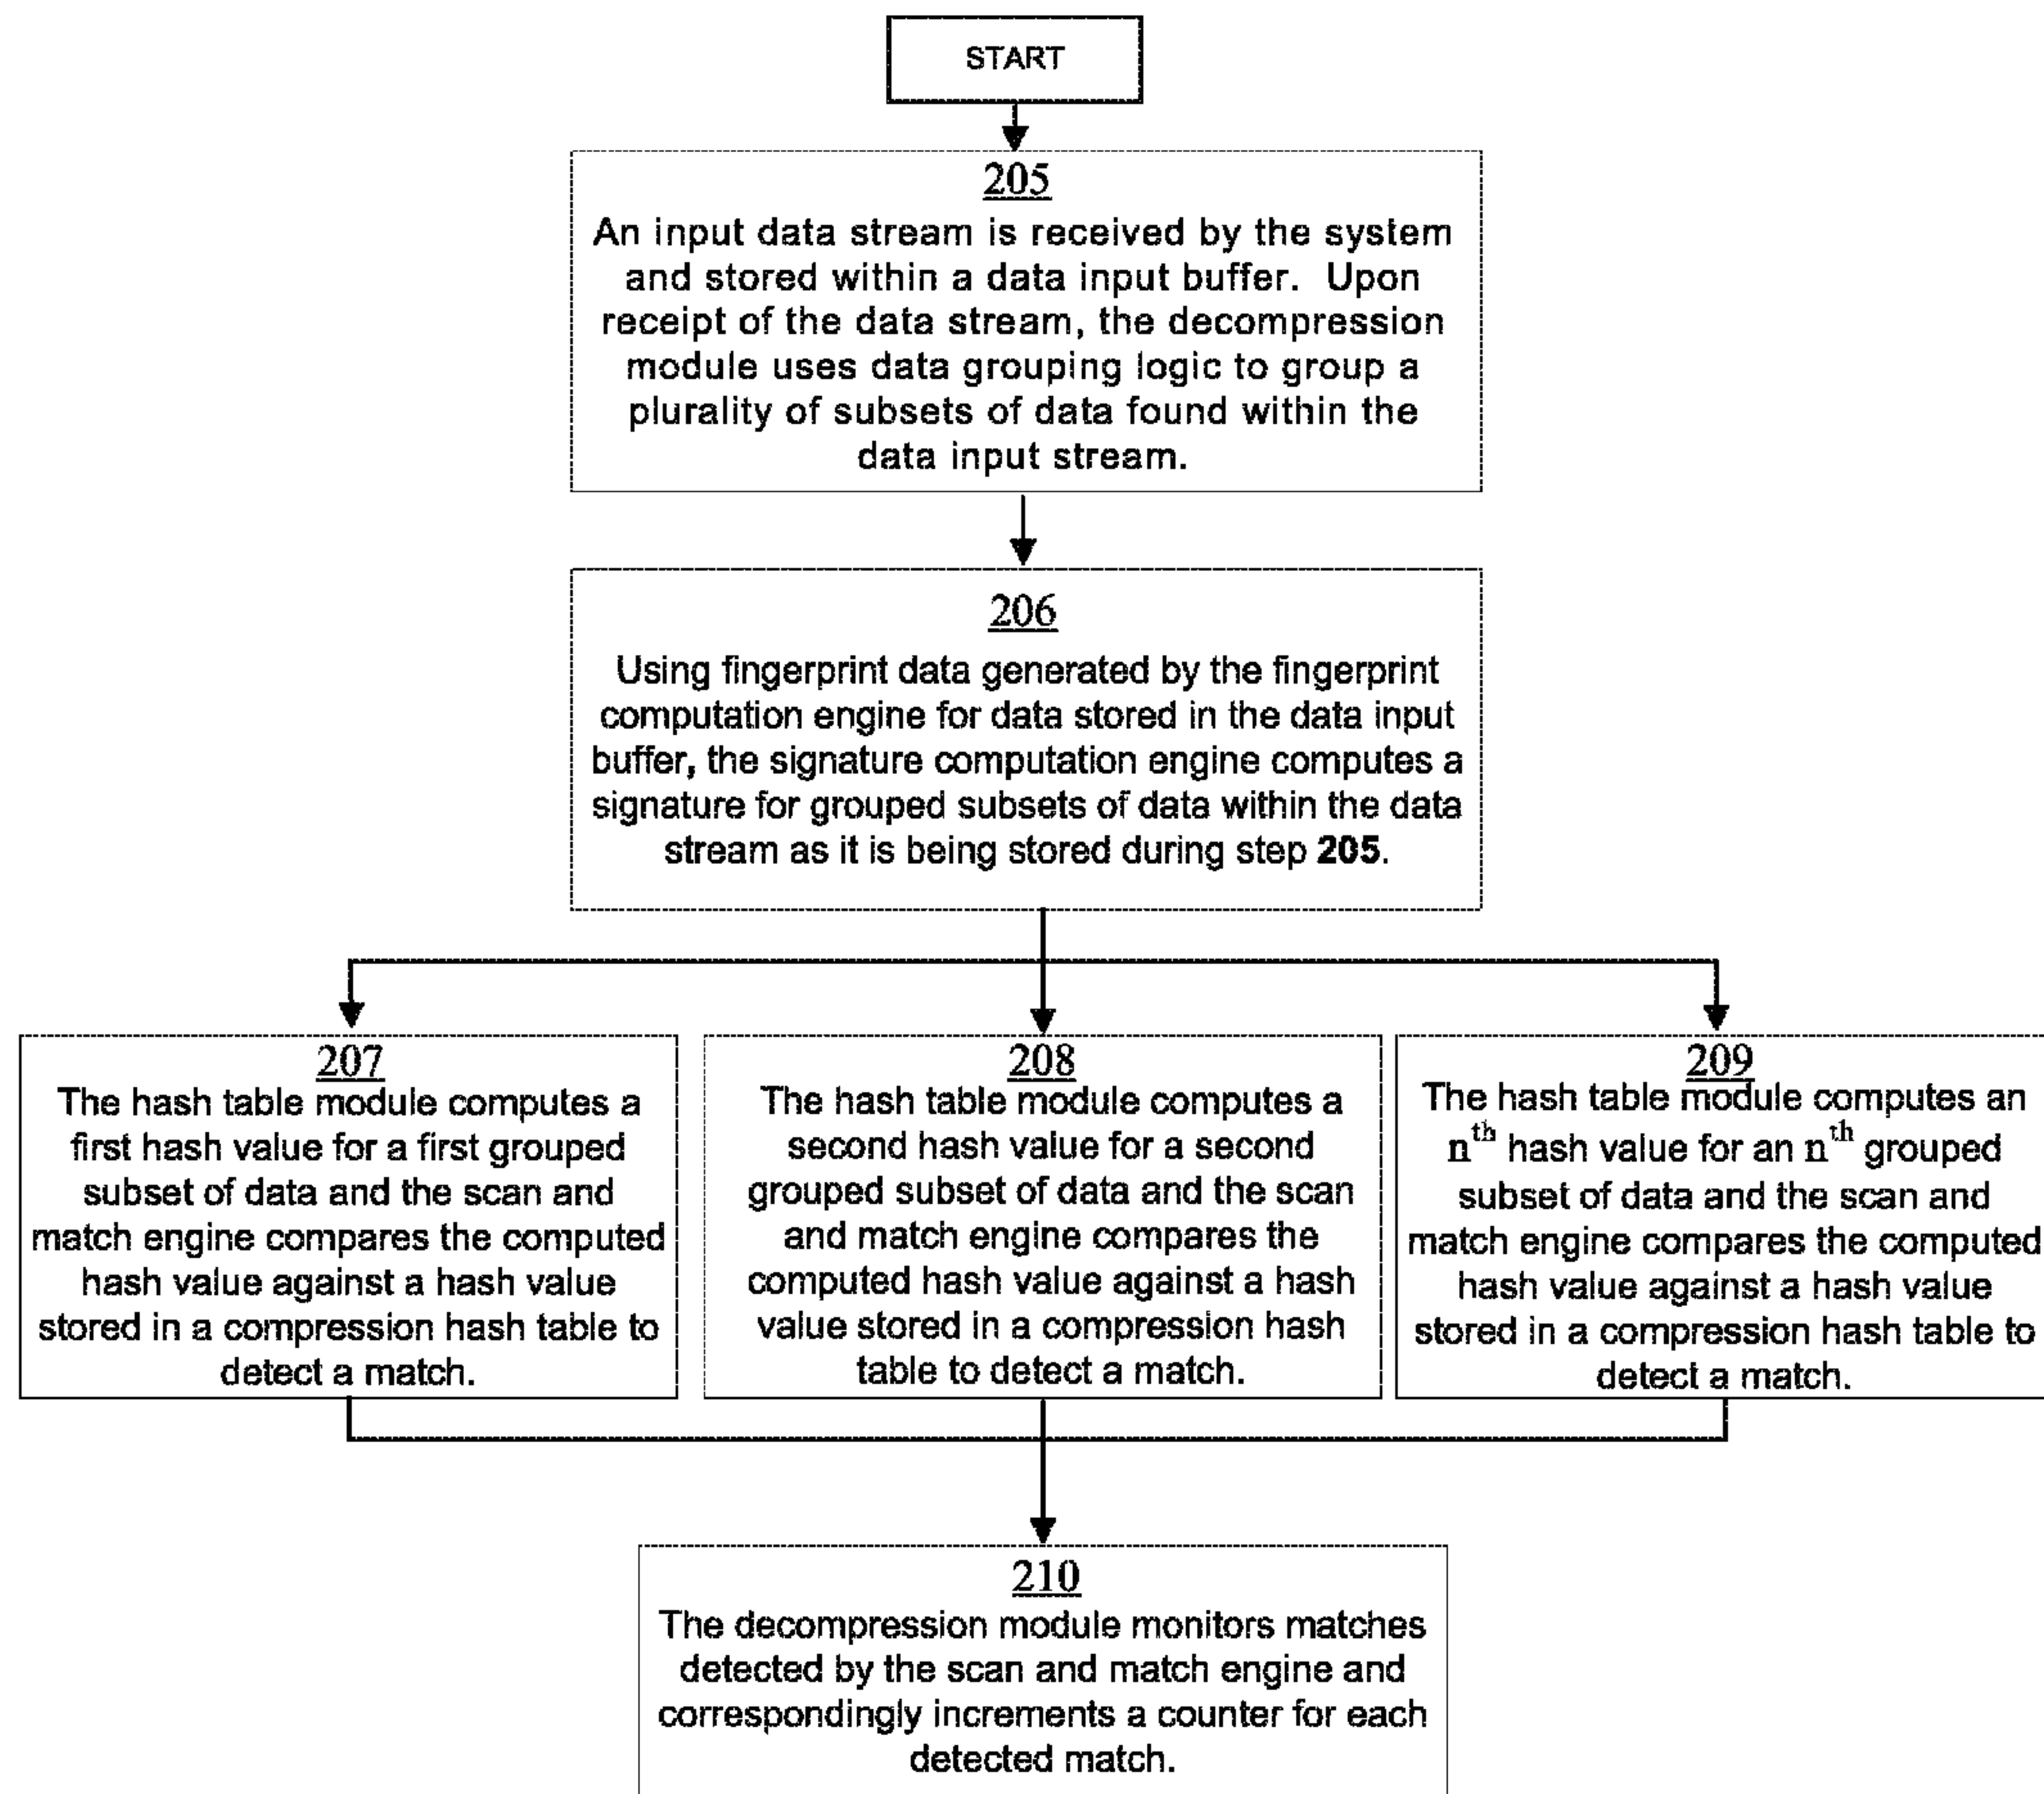 START
205
An input data stream is received by the system
and stored within a data input buffer. Upon
receipt of the data stream, the decompression
module uses data grouping logic to group a
plurality of subsets of data found within the
data input stream.
206
Using fingerprint data generated by the fingerprint
computation engine for data stored in the data input
buffer, the signature computation engine computes a
signature for grouped subsets of data within the data
stream as it is being stored during step 205.
207
The hash table module computes a
first hash value for a first grouped
subset of data and the scan and
match engine compares the computed
hash value against a hash value
stored in a compression hash table to
detect a match.
208
The hash table module computes a
second hash value for a second
grouped subset of data and the scan
and match engine compares the
computed hash value against a hash
value stored in a compression hash
table to detect a match.
209
The hash table module computes an
nth hash value for an nth grouped
subset of data and the scan and
match engine compares the computed
hash value against a hash value
stored in a compression hash table to
detect a match.
210
The decompression module monitors matches
detected by the scan and match engine and
correspondingly increments a counter for each
detected match.